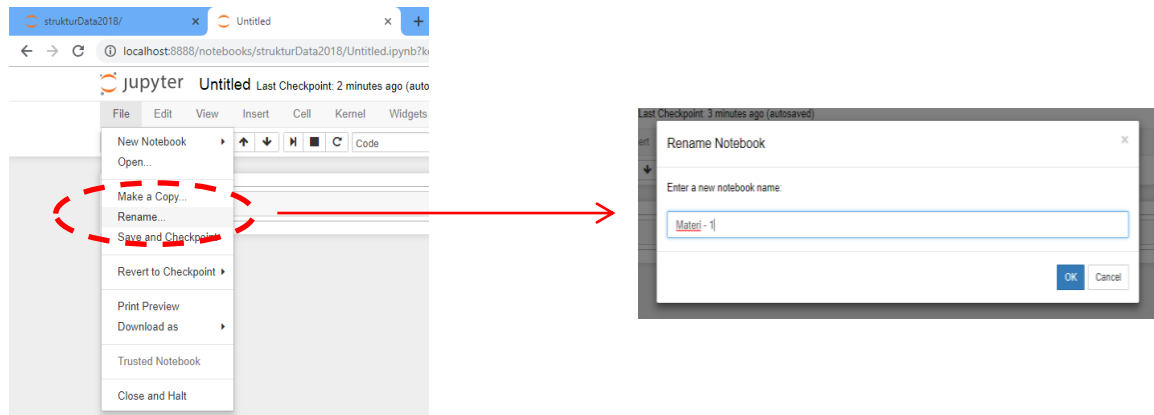 strukturData2018/
Untitled
localhost:8888/notebooks/strukturData2018/Untitled.ipynb?k
jupyter Untitled Last Checkpoint: 2 minutes ago (auto
File Edit View Insert Cell Kernel Widgets
New Notebook
Code
Open...
Make a Copy...
Rename...
Save and Checkpoint
Revert to Checkpoint
Print Preview
Download as
Trusted Notebook
Close and Halt
Last Checkpoint: 3 minutes ago (autosaved)
Rename Notebook
Enter a new notebook name:
Materi - 1
OK Cancel